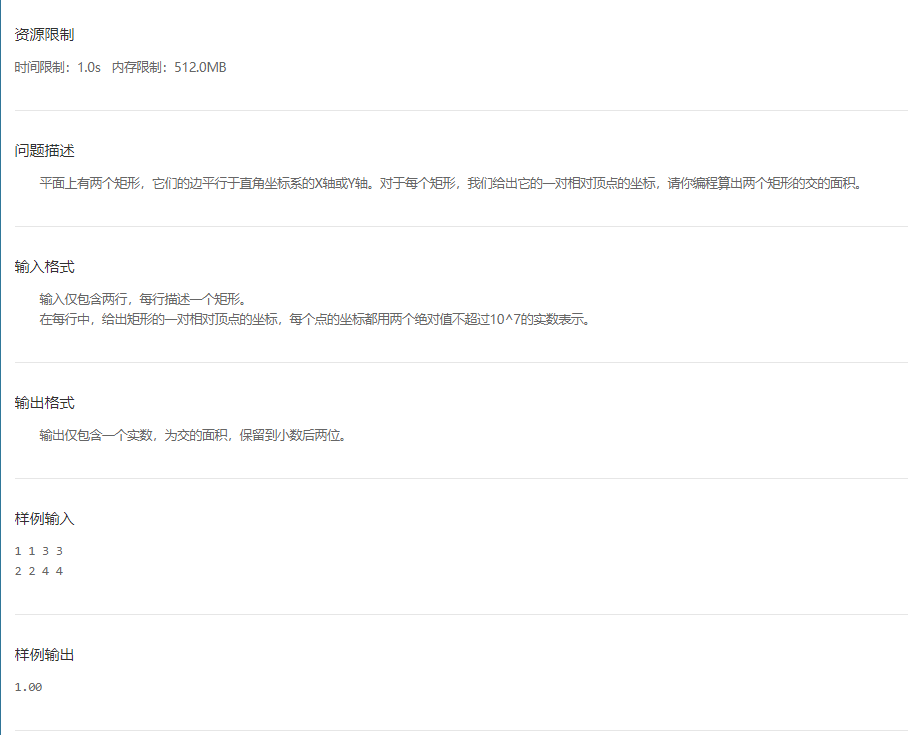 资源限制
时间限制：1.0s 内存限制：512.0MB
问题描述
平面上有两个矩形，它们的边平行于直角坐标系的X轴或Y轴。对于每个矩形，我们给出它的一对相对顶点的坐标，请你编程算出两个矩形的交的面积。
输入格式
输入仅包含两行，每行描述一个矩形。
在每行中，给出矩形的一对相对顶点的坐标，每个点的坐标都用两个绝对值不超过10^7的实数表示。
输出格式
输出仅包含一个实数，为交的面积，保留到小数后两位。
样例输入
1 1 3 3
2 2 4 4
样例输出
1.00